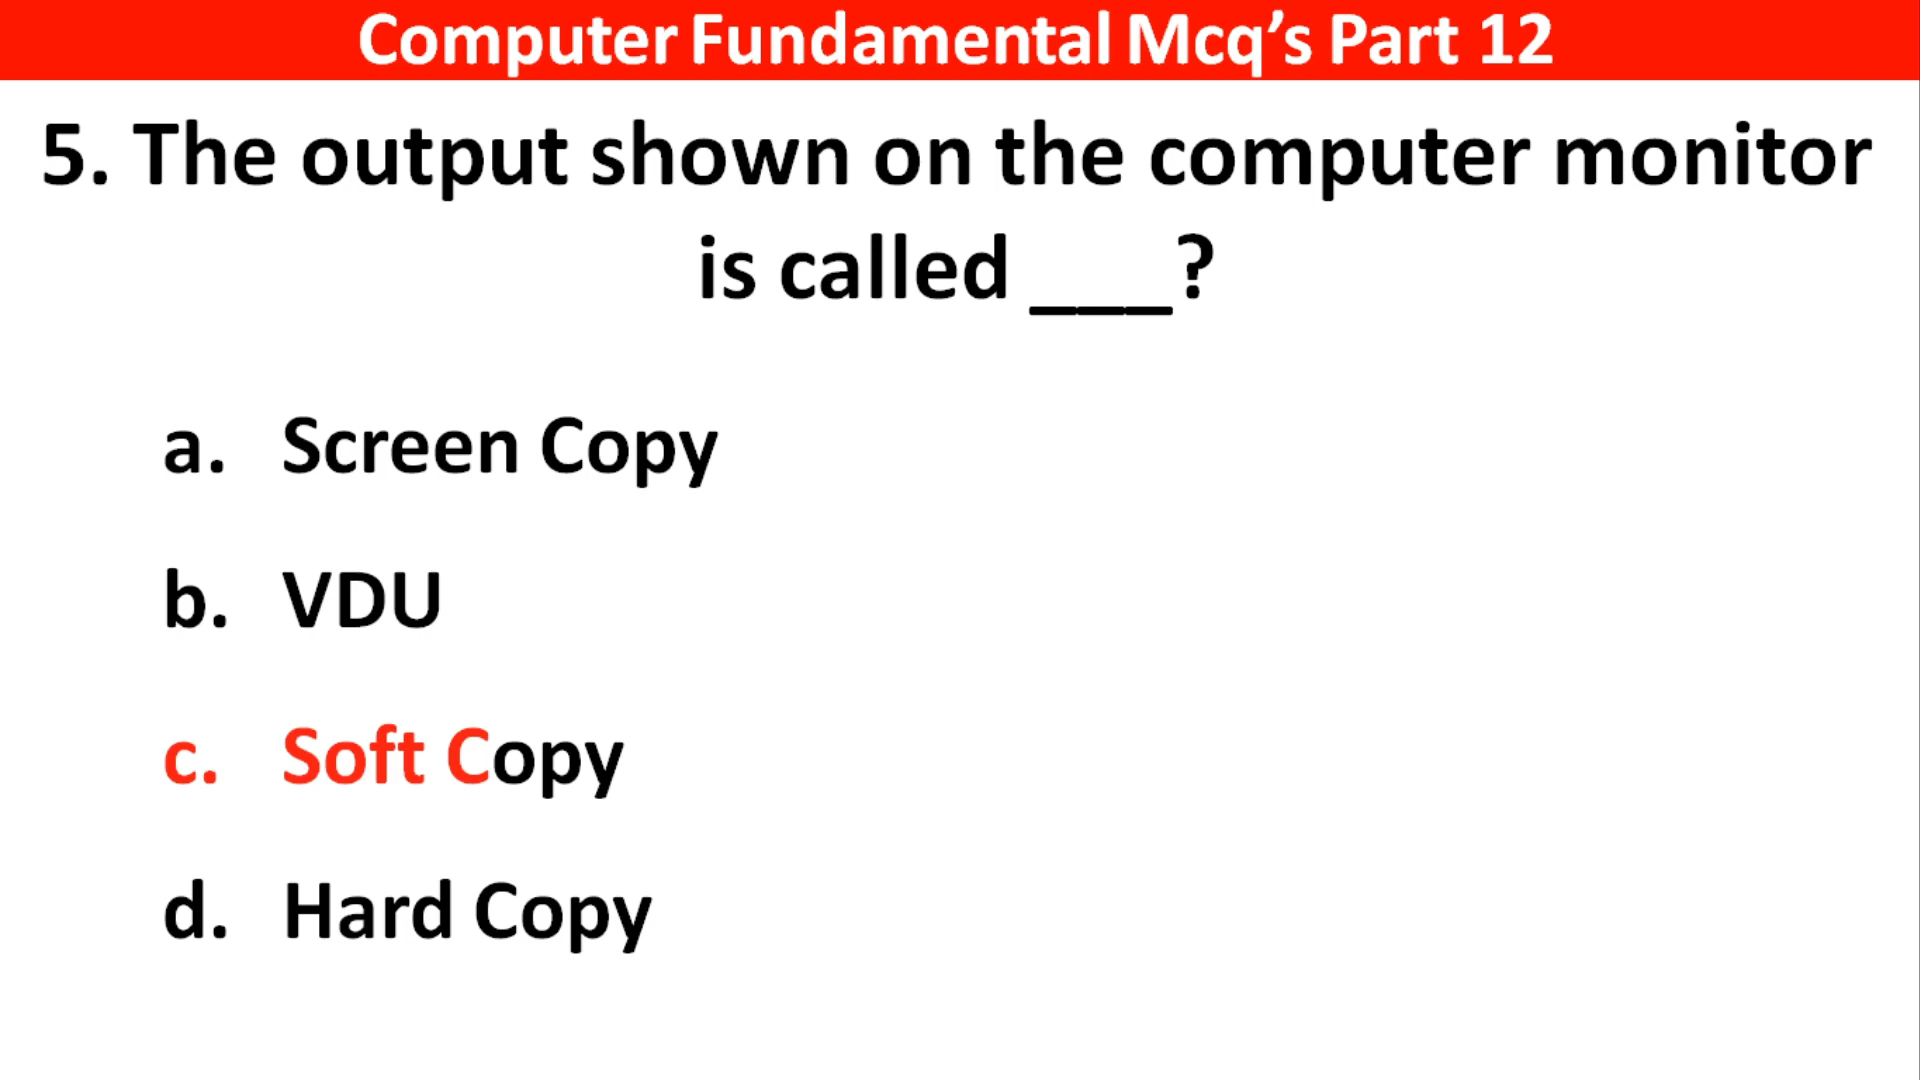 Computer Fundamental Mcq’s Part 12
5. The output shown on the computer monitor
is called ___?
a. Screen Copy
b. VDU
c. Soft Copy
d. Hard Copy